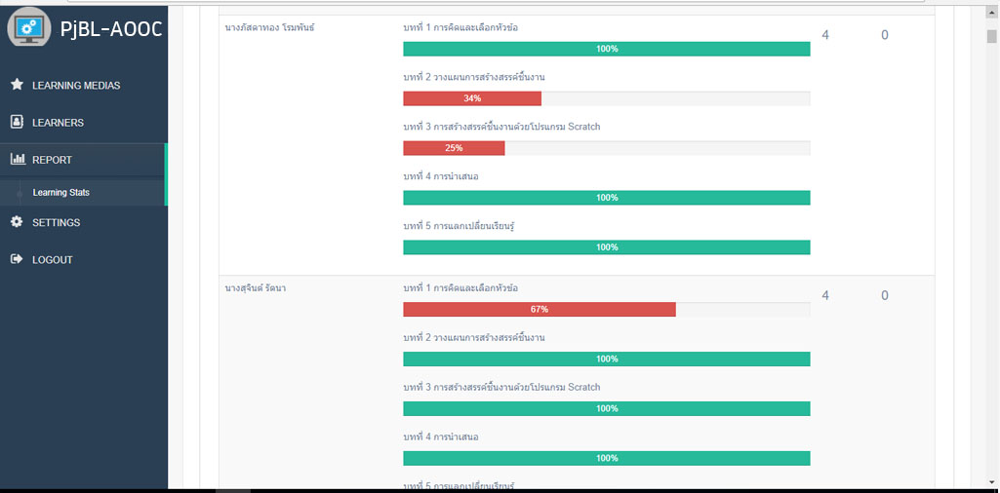 PjBL-AOOC
LEARNING MEDIAS
LEARNERS
REPORT
Learning Stats
SETTINGS
LOGOUT
นางภัสดาทอง โรมพันธ์
บทที่ 1 การคิดและเลือกหัวข้อ
100%
4
0
บทที่ 2 วางแผนการสร้างสรรค์ชิ้นงาน
34%
บทที่ 3 การสร้างสรรค์ชิ้นงานด้วยโปรแกรม Scratch
25%
บทที่ 4 การนำเสนอ
100%
บทที่ 5 การแลกเปลี่ยนเรียนรู้
100%
นางสุจินต์ รัตนา
บทที่ 1 การคิดและเลือกหัวข้อ
67%
4
0
บทที่ 2 วางแผนการสร้างสรรค์ชิ้นงาน
100%
บทที่ 3 การสร้างสรรค์ชิ้นงานด้วยโปรแกรม Scratch
100%
บทที่ 4 การนำเสนอ
100%
บทที่ 5 การแลกเปลี่ยนเรียนรู้